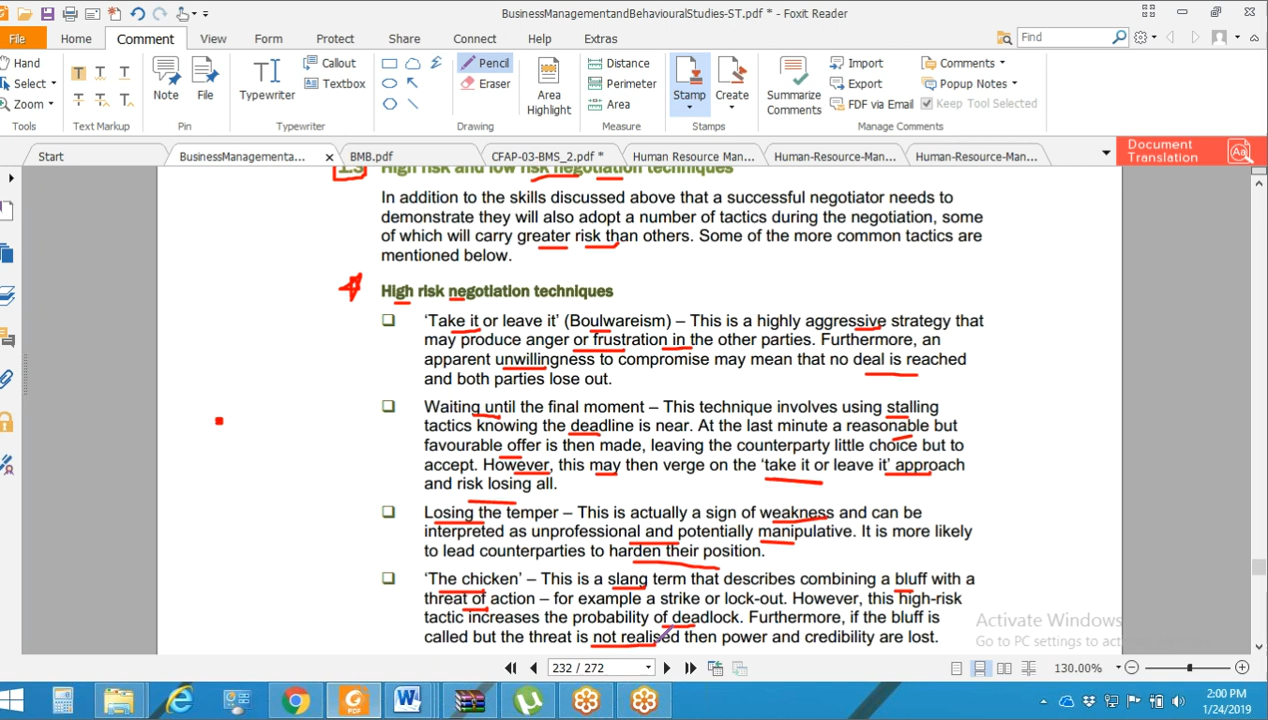 BusinessManagementandBehaviouralStudies-ST.pdf * - Foxit Reader
File Home Comment View Form Protect Share Connect Help Extras Find
Hand
Select
Zoom
Tools
Text Markup
Note
File
Pin
Typewriter
Callout
Textbox
Typewriter
Pencil
Eraser
Area Highlight
Drawing
Distance
Perimeter
Area
Measure
Stamp
Create
Stamps
Summarize Comments
Import
Export
FDF via Email
Comments
Popup Notes
Keep Tool Selected
Manage Comments
Start BusinessManagementa... BMB.pdf CFAP-03-BMS_2.pdf * Human Resource Man... Human-Resource-Man... Human-Resource-Man...
Document
Translation
1.3 High risk and low risk negotiation techniques
In addition to the skills discussed above that a successful negotiator needs to
demonstrate they will also adopt a number of tactics during the negotiation, some
of which will carry greater risk than others. Some of the more common tactics are
mentioned below.
High risk negotiation techniques
‘Take it or leave it’ (Boulwareism) – This is a highly aggressive strategy that
may produce anger or frustration in the other parties. Furthermore, an
apparent unwillingness to compromise may mean that no deal is reached
and both parties lose out.
Waiting until the final moment – This technique involves using stalling
tactics knowing the deadline is near. At the last minute a reasonable but
favourable offer is then made, leaving the counterparty little choice but to
accept. However, this may then verge on the ‘take it or leave it’ approach
and risk losing all.
Losing the temper – This is actually a sign of weakness and can be
interpreted as unprofessional and potentially manipulative. It is more likely
to lead counterparties to harden their position.
‘The chicken’ – This is a slang term that describes combining a bluff with a
threat of action – for example a strike or lock-out. However, this high-risk
tactic increases the probability of deadlock. Furthermore, if the bluff is
called but the threat is not realised then power and credibility are lost.
Activate Windows
Go to PC settings to activ
232 / 272
130.00%
2:00 PM
1/24/2019